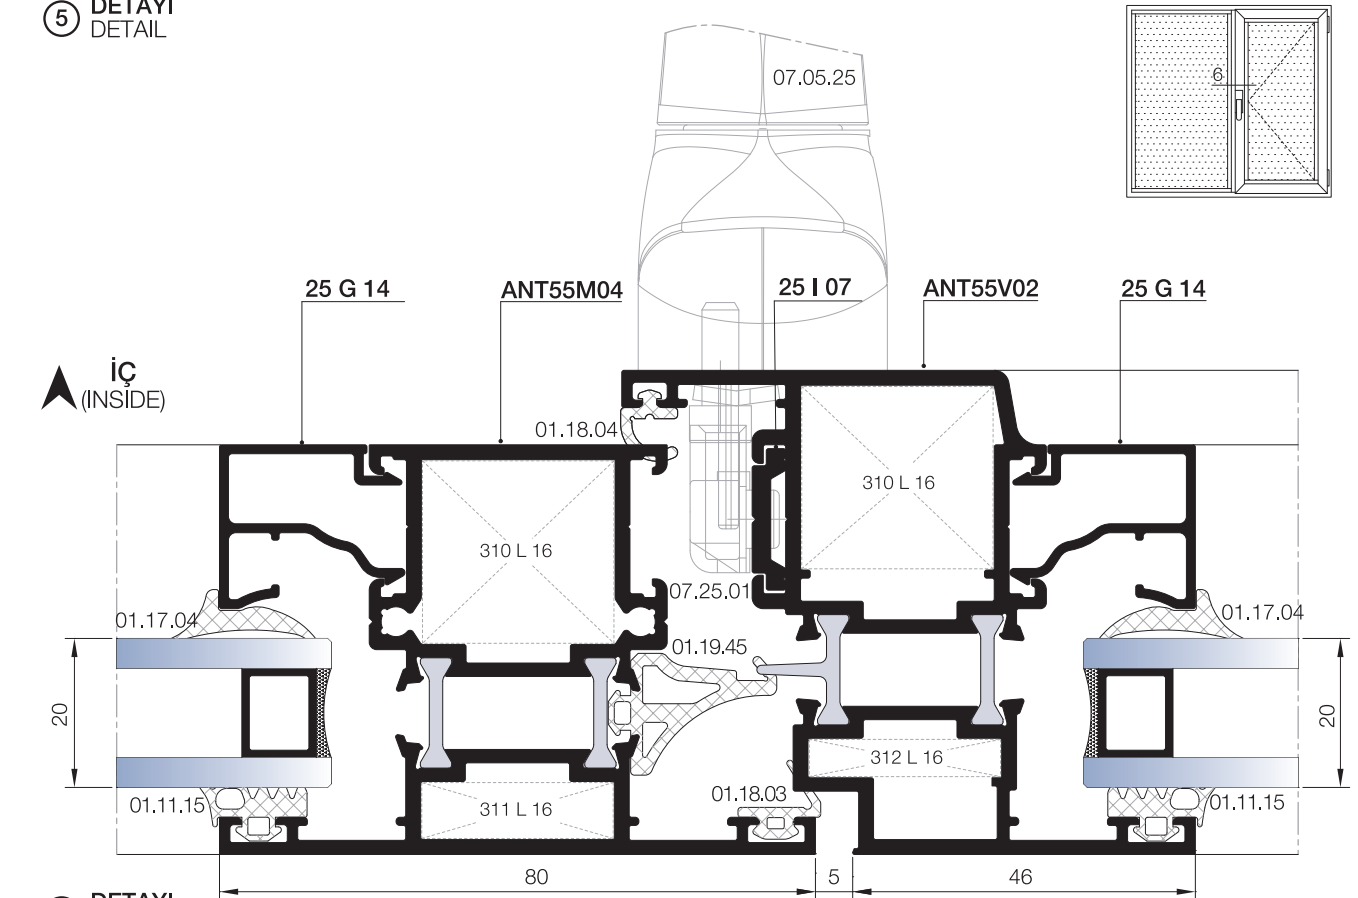 5 DETAYI
DETAIL
07.05.25
6
25 G 14
ANT55M04
25 I 07
ANT55V02
25 G 14
İÇ
(INSIDE)
01.18.04
310 L 16
310 L 16
07.25.01
01.17.04
01.19.45
01.17.04
20
20
312 L 16
01.11.15
311 L 16
01.18.03
01.11.15
80
5
46
DETAYI